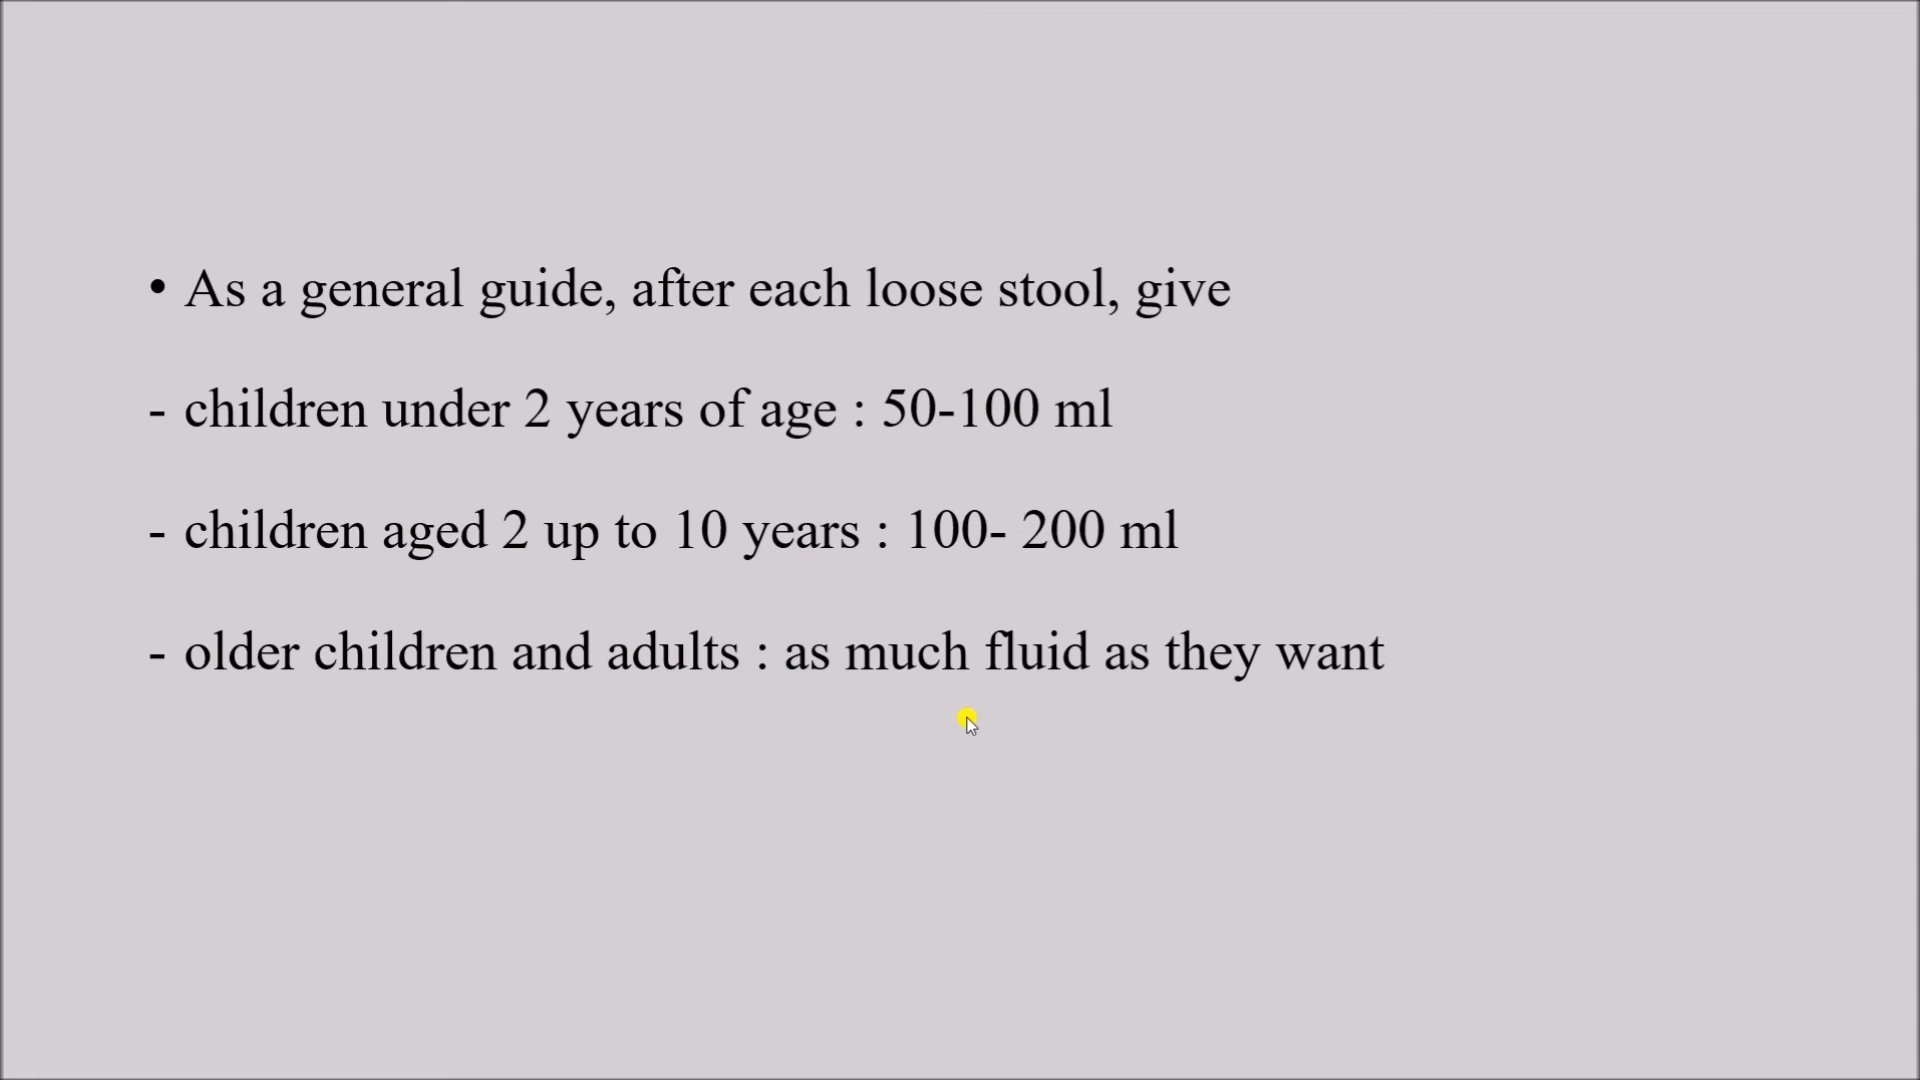 • As a general guide, after each loose stool, give
- children under 2 years of age : 50-100 ml
- children aged 2 up to 10 years : 100- 200 ml
- older children and adults : as much fluid as they want